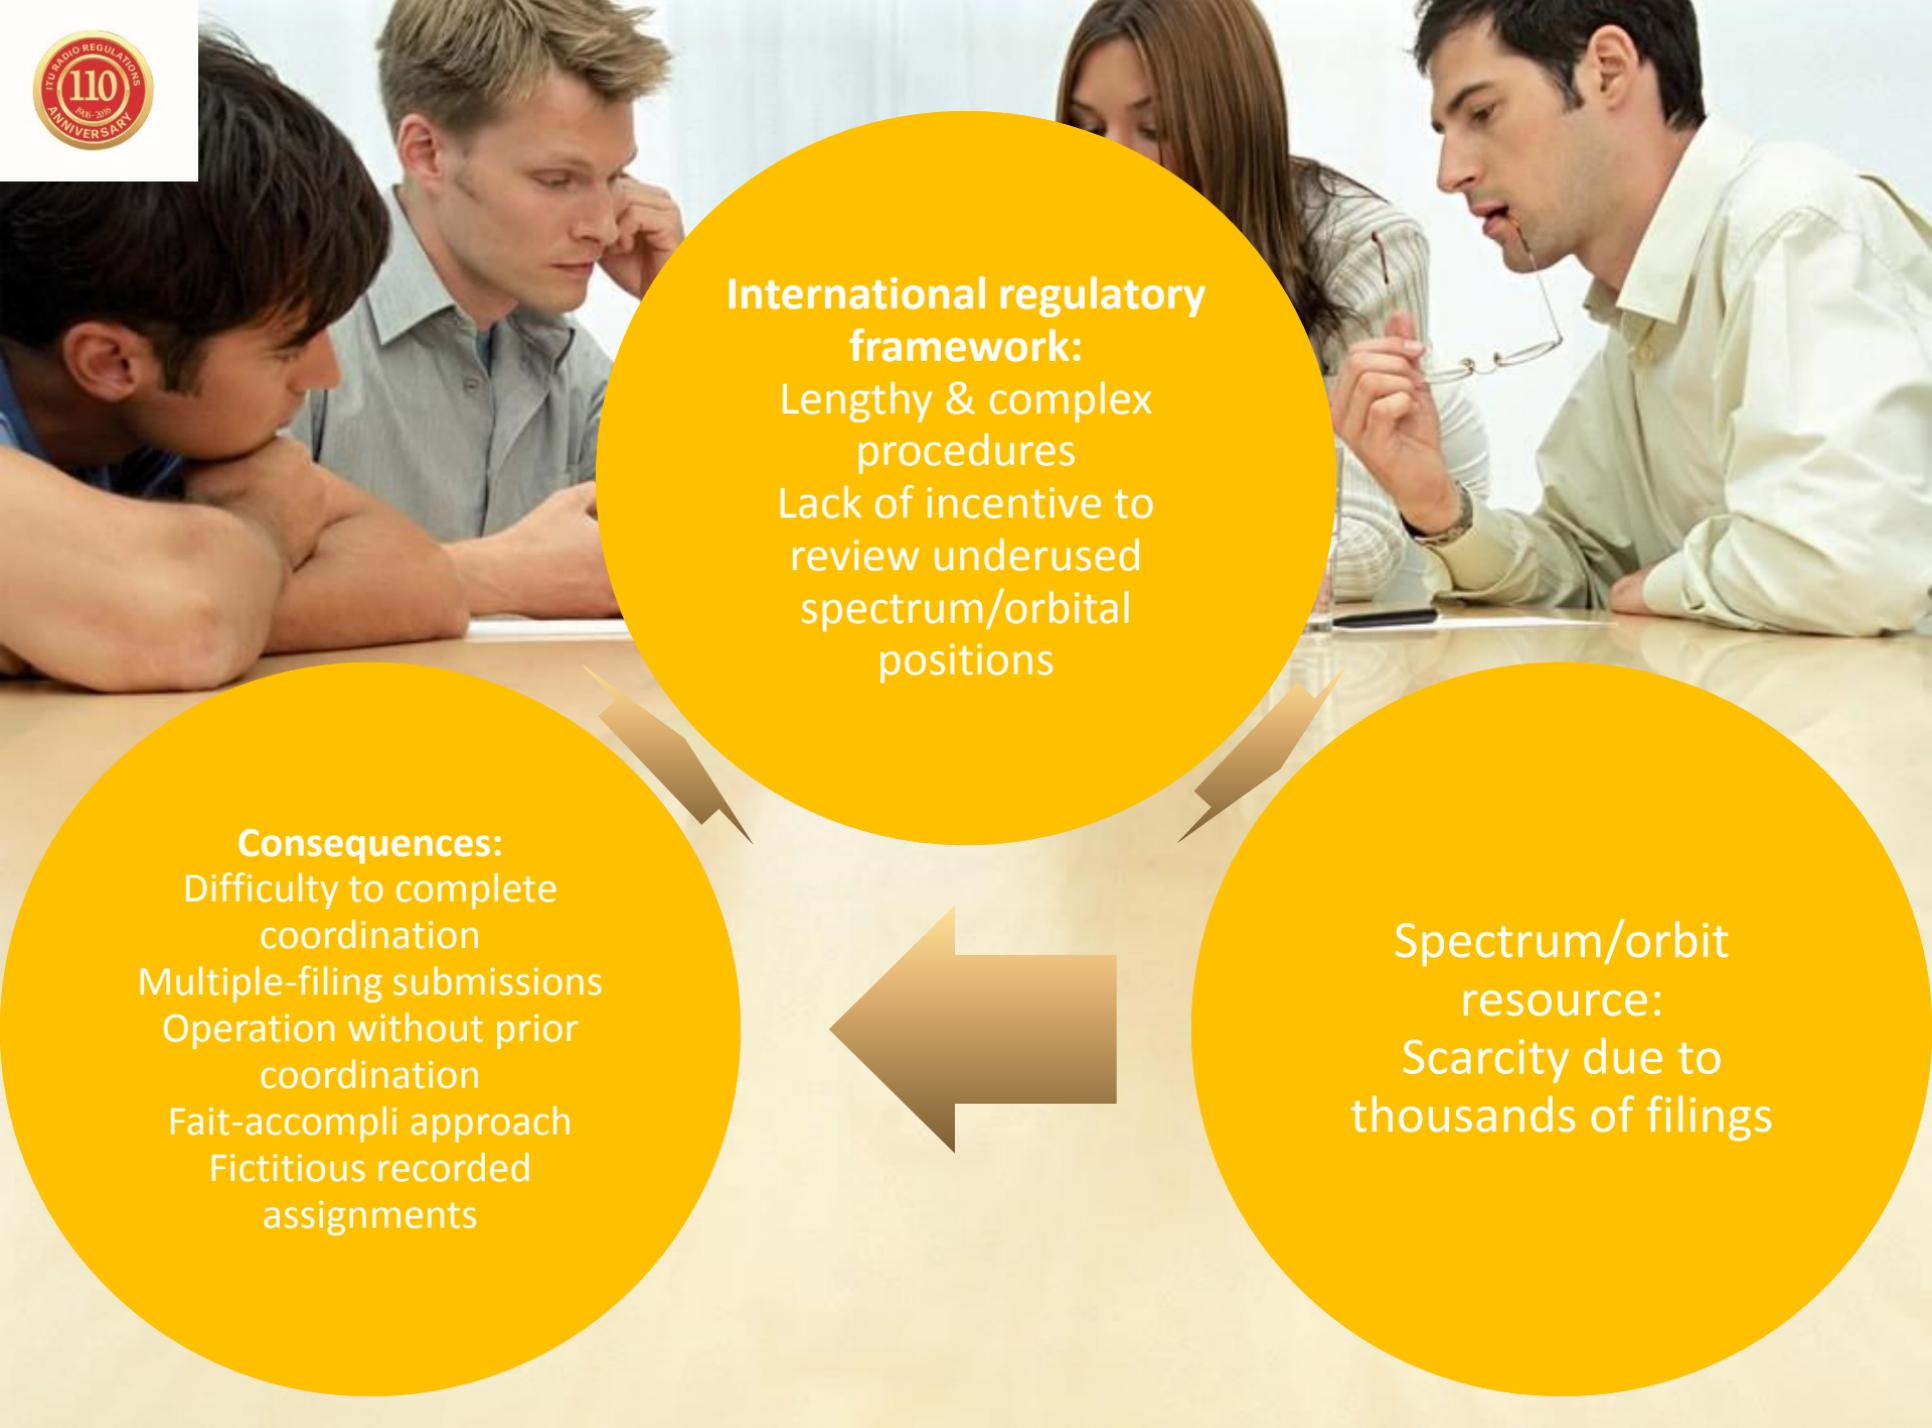 ITU RADIO REGULATIONS
110
1906-2016
ANNIVERSARY
International regulatory
framework:
Lengthy & complex
procedures
Lack of incentive to
review underused
spectrum/orbital
positions
Consequences:
Difficulty to complete
coordination
Multiple-filing submissions
Operation without prior
coordination
Fait-accompli approach
Fictitious recorded
assignments
Spectrum/orbit
resource:
Scarcity due to
thousands of filings